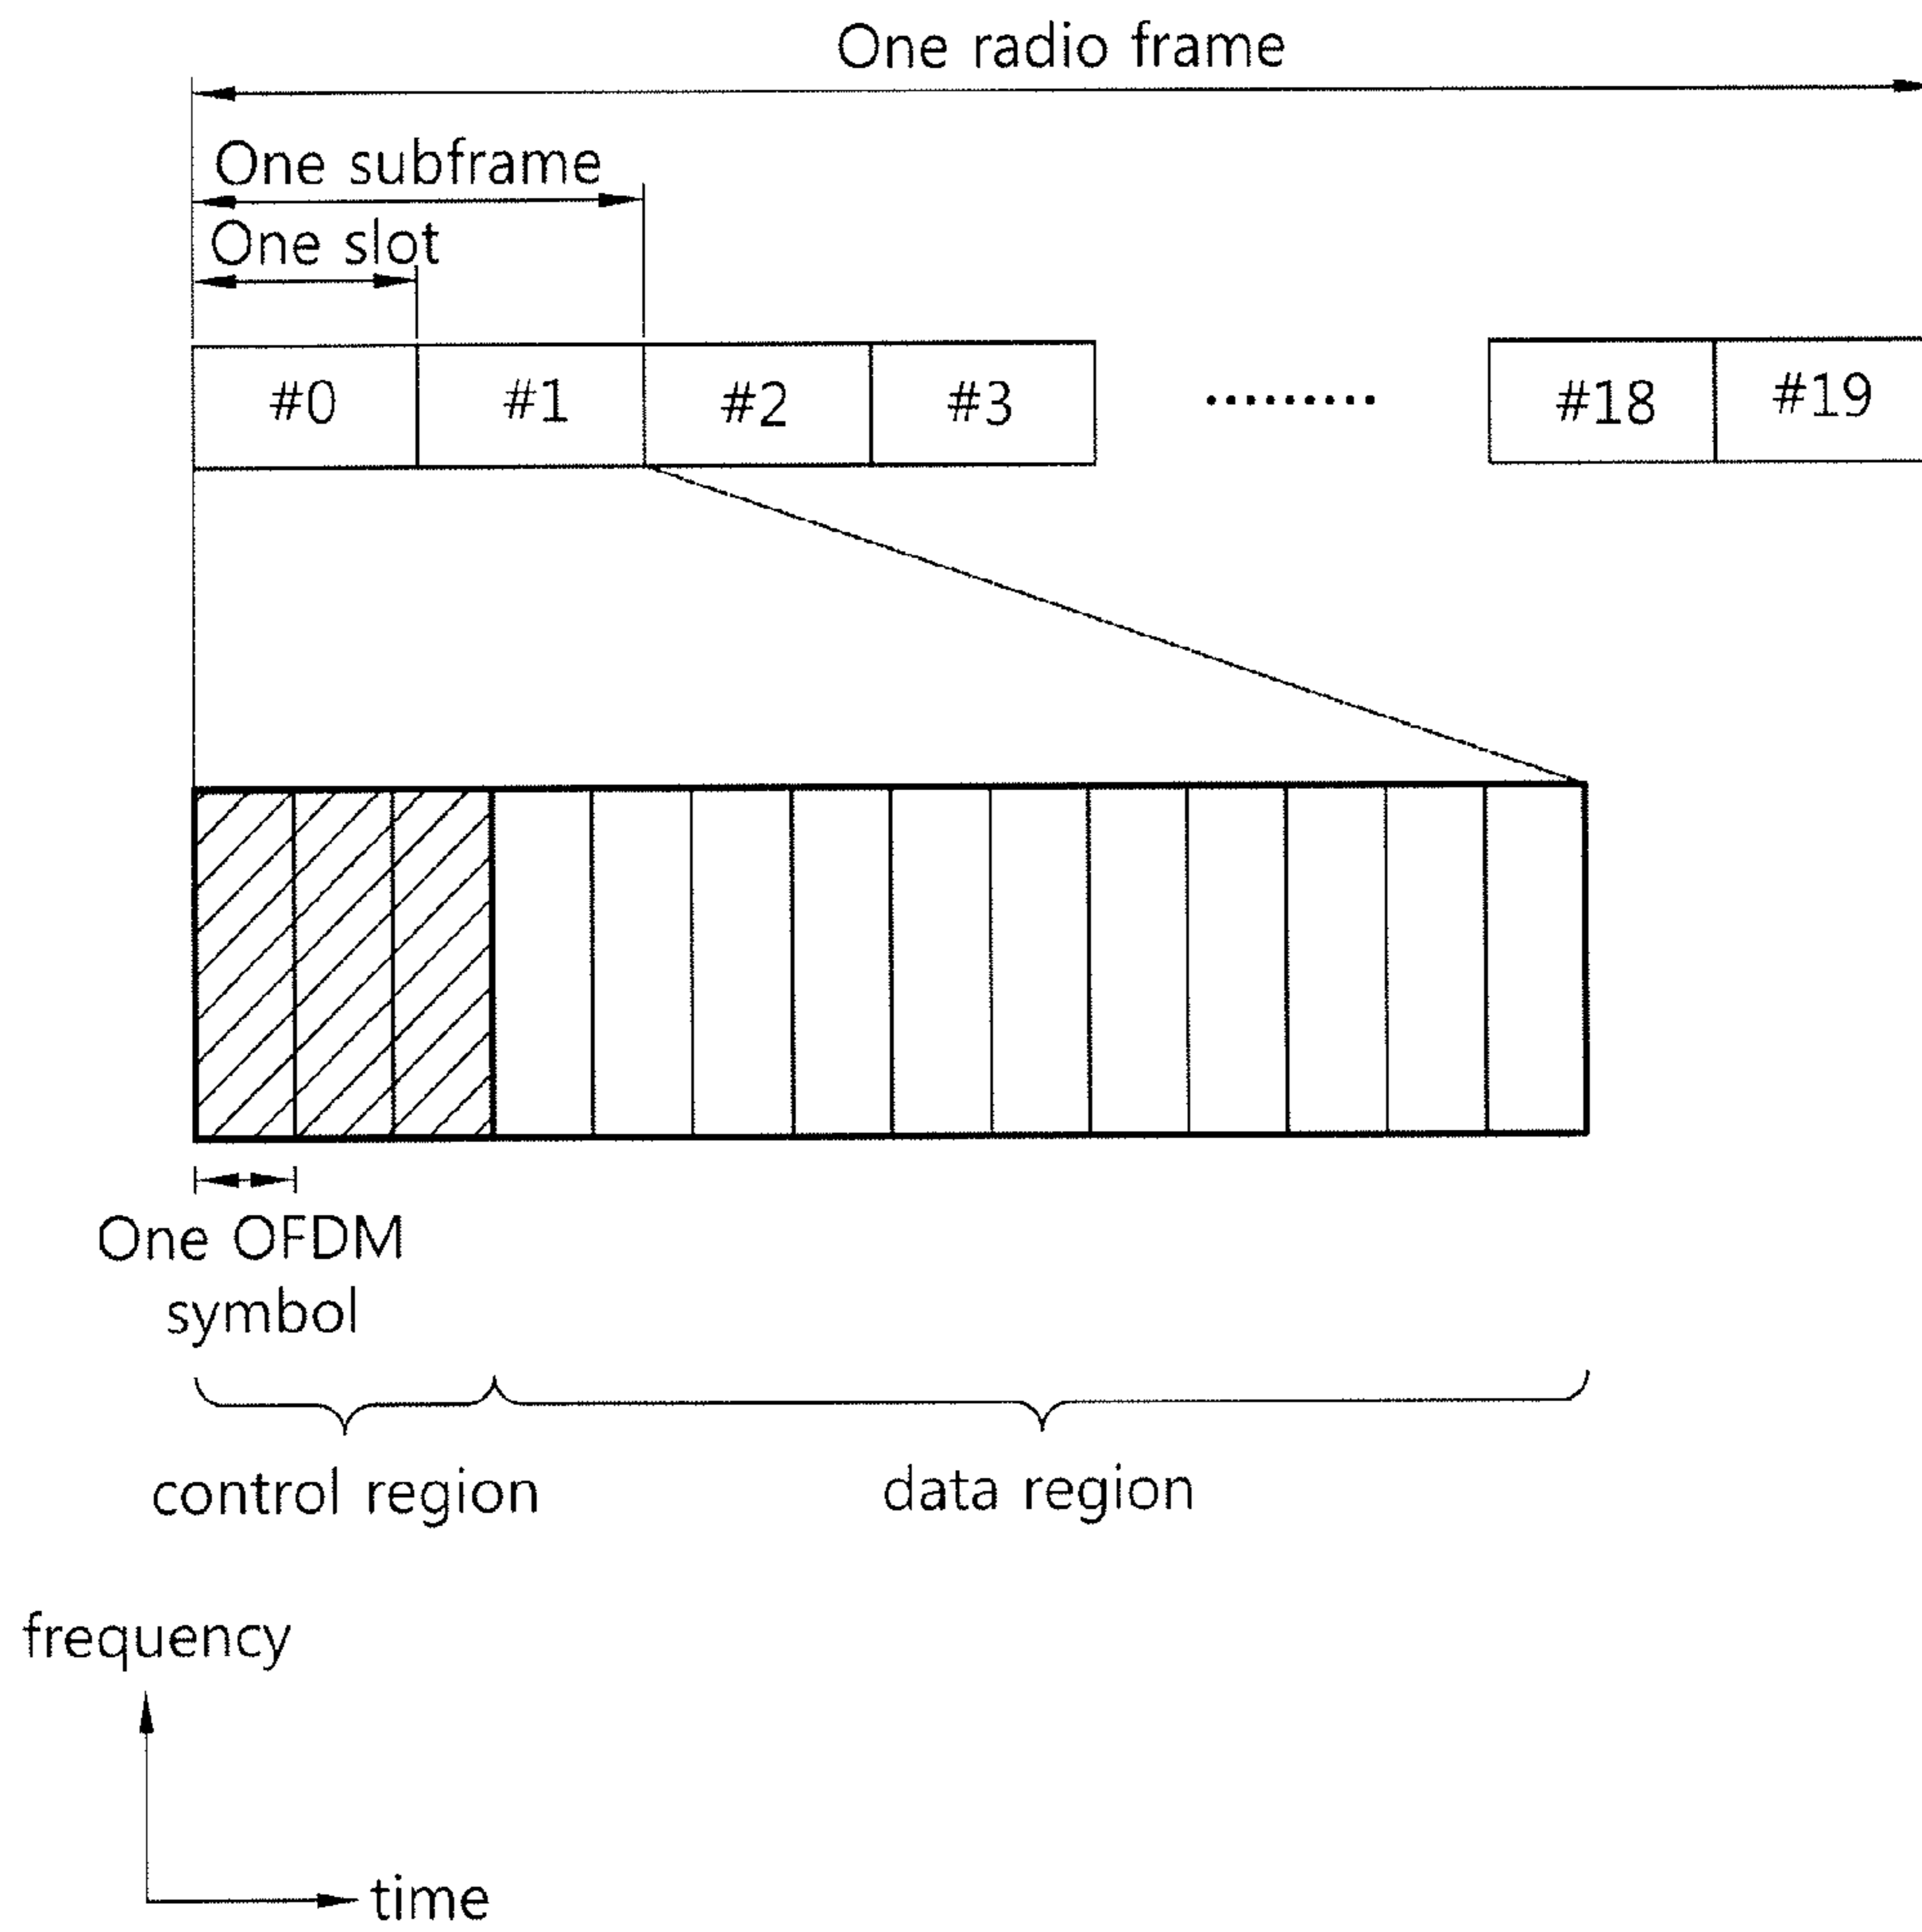 One radio frame
One subframe
One slot
#0 #1 #2 #3 ......... #18 #19
One OFDM
symbol
control region data region
frequency
time